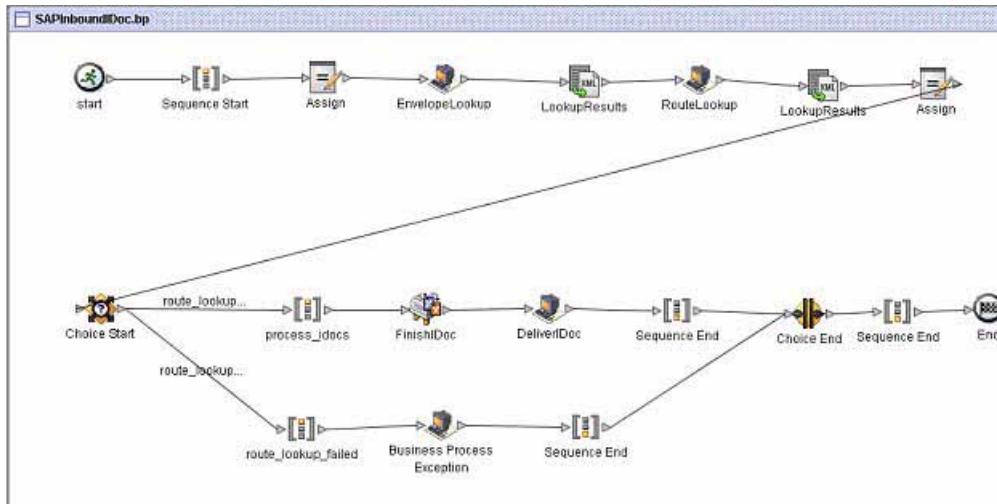 SAPInboundIDoc.bp
start
Sequence Start
Assign
EnvelopeLookup
LookupResults
RouteLookup
LookupResults
Assign
route_lookup...
Choice Start
process_idocs
FinishIDoc
DeliverIDoc
Sequence End
Choice End
Sequence End
End
route_lookup...
route_lookup_failed
Business Process
Exception
Sequence End